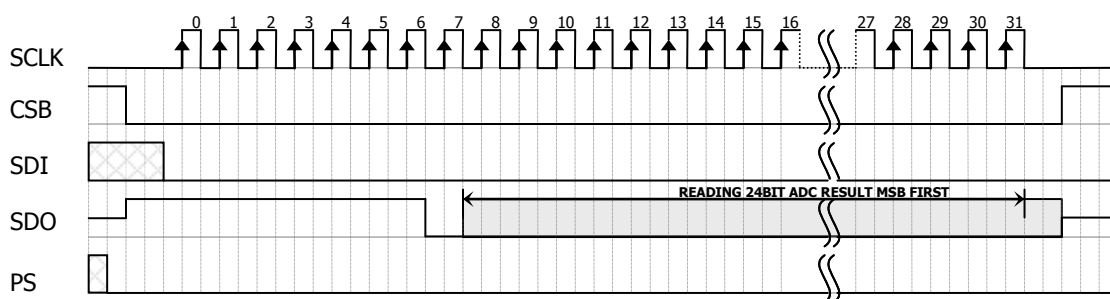 0 1 2 3 4 5 6 7 8 9 10 11 12 13 14 15 16 27 28 29 30 31
SCLK
CSB
SDI
READING 24BIT ADC RESULT MSB FIRST
SDO
PS